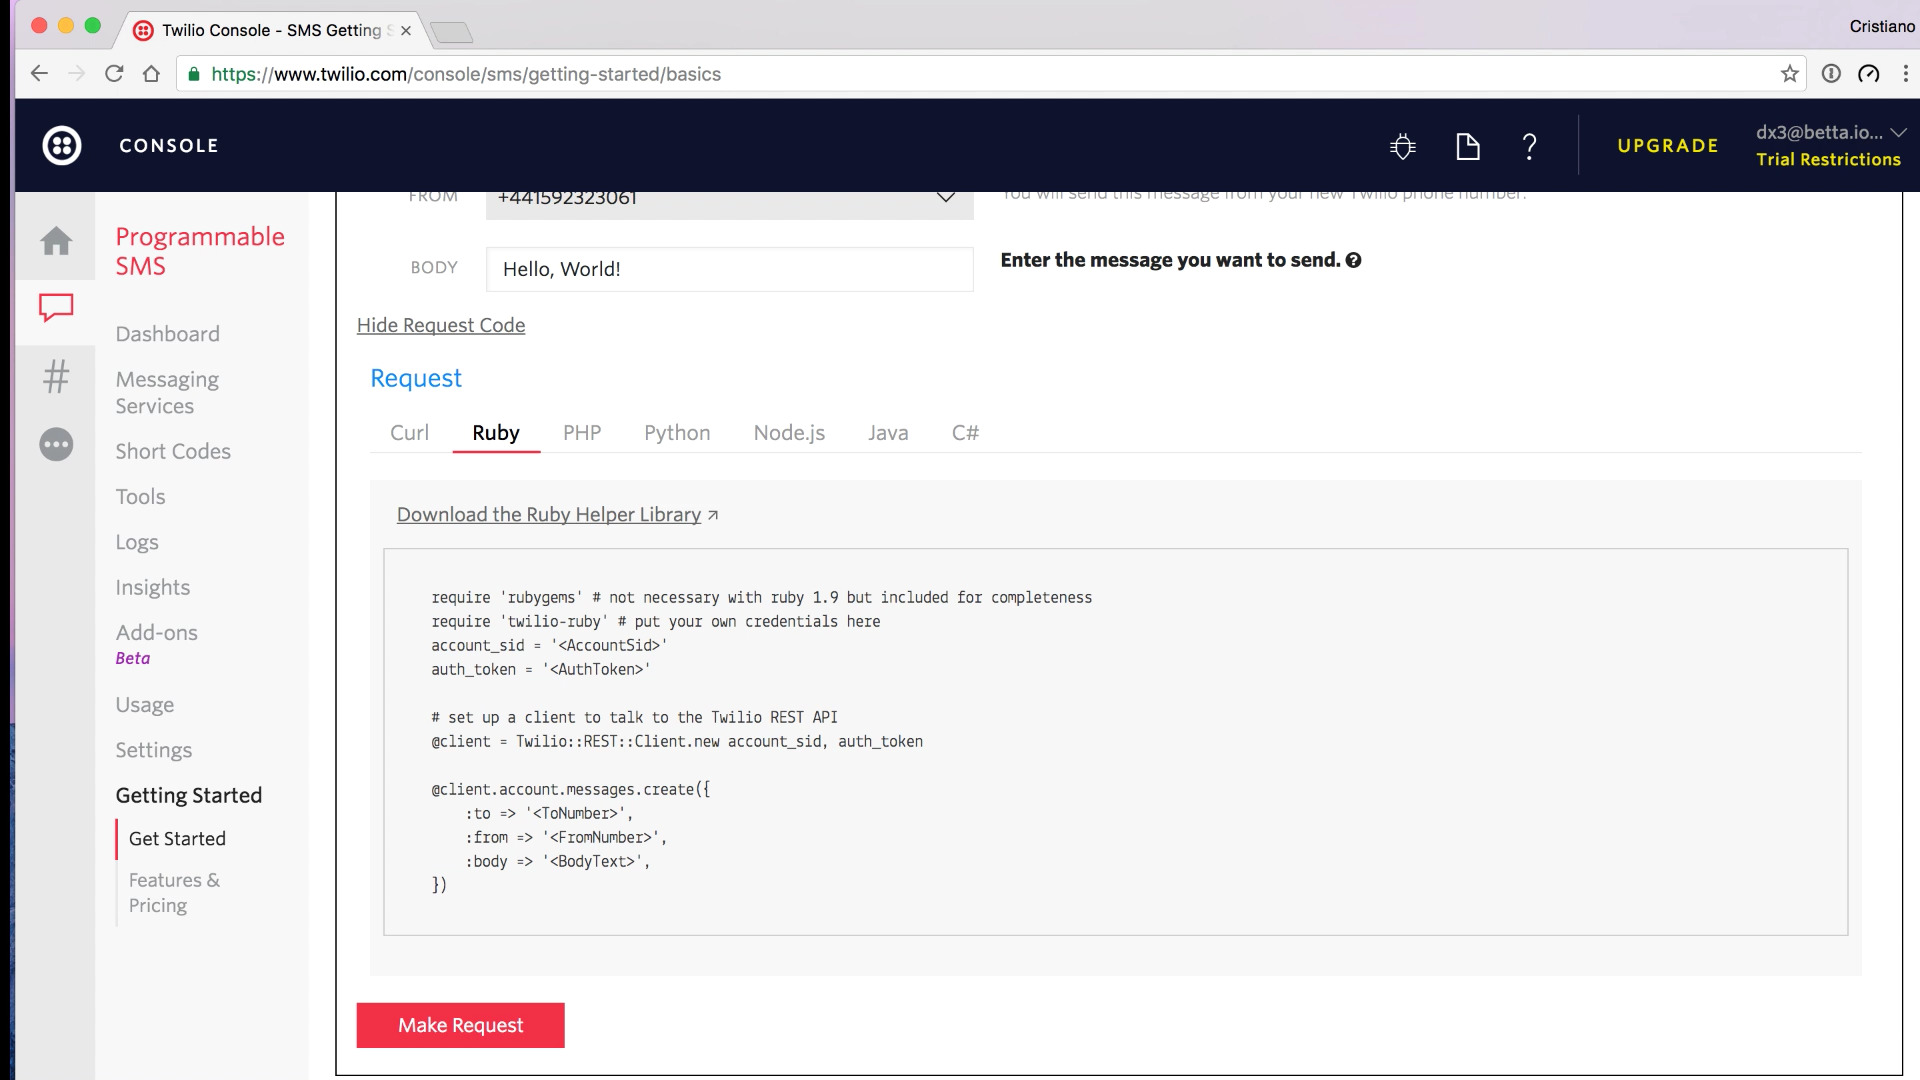 Twilio Console - SMS Getting S
Cristiano
https://www.twilio.com/console/sms/getting-started/basics
CONSOLE
?
UPGRADE
dx3@betta.io...
Trial Restrictions
Programmable
SMS
Dashboard
Messaging
Services
Short Codes
Tools
Logs
Insights
Add-ons
Beta
Usage
Settings
Getting Started
Get Started
Features &
Pricing
FROM
+441592323061
You will send this message from your new Twilio phone number.
BODY
Hello, World!
Enter the message you want to send.
Hide Request Code
Request
Curl Ruby PHP Python Node.js Java C#
Download the Ruby Helper Library
require 'rubygems' # not necessary with ruby 1.9 but included for completeness
require 'twilio-ruby' # put your own credentials here
account_sid = '<AccountSid>'
auth_token = '<AuthToken>'
# set up a client to talk to the Twilio REST API
@client = Twilio::REST::Client.new account_sid, auth_token
@client.account.messages.create({
:to => '<ToNumber>',
:from => '<FromNumber>',
:body => '<BodyText>',
})
Make Request